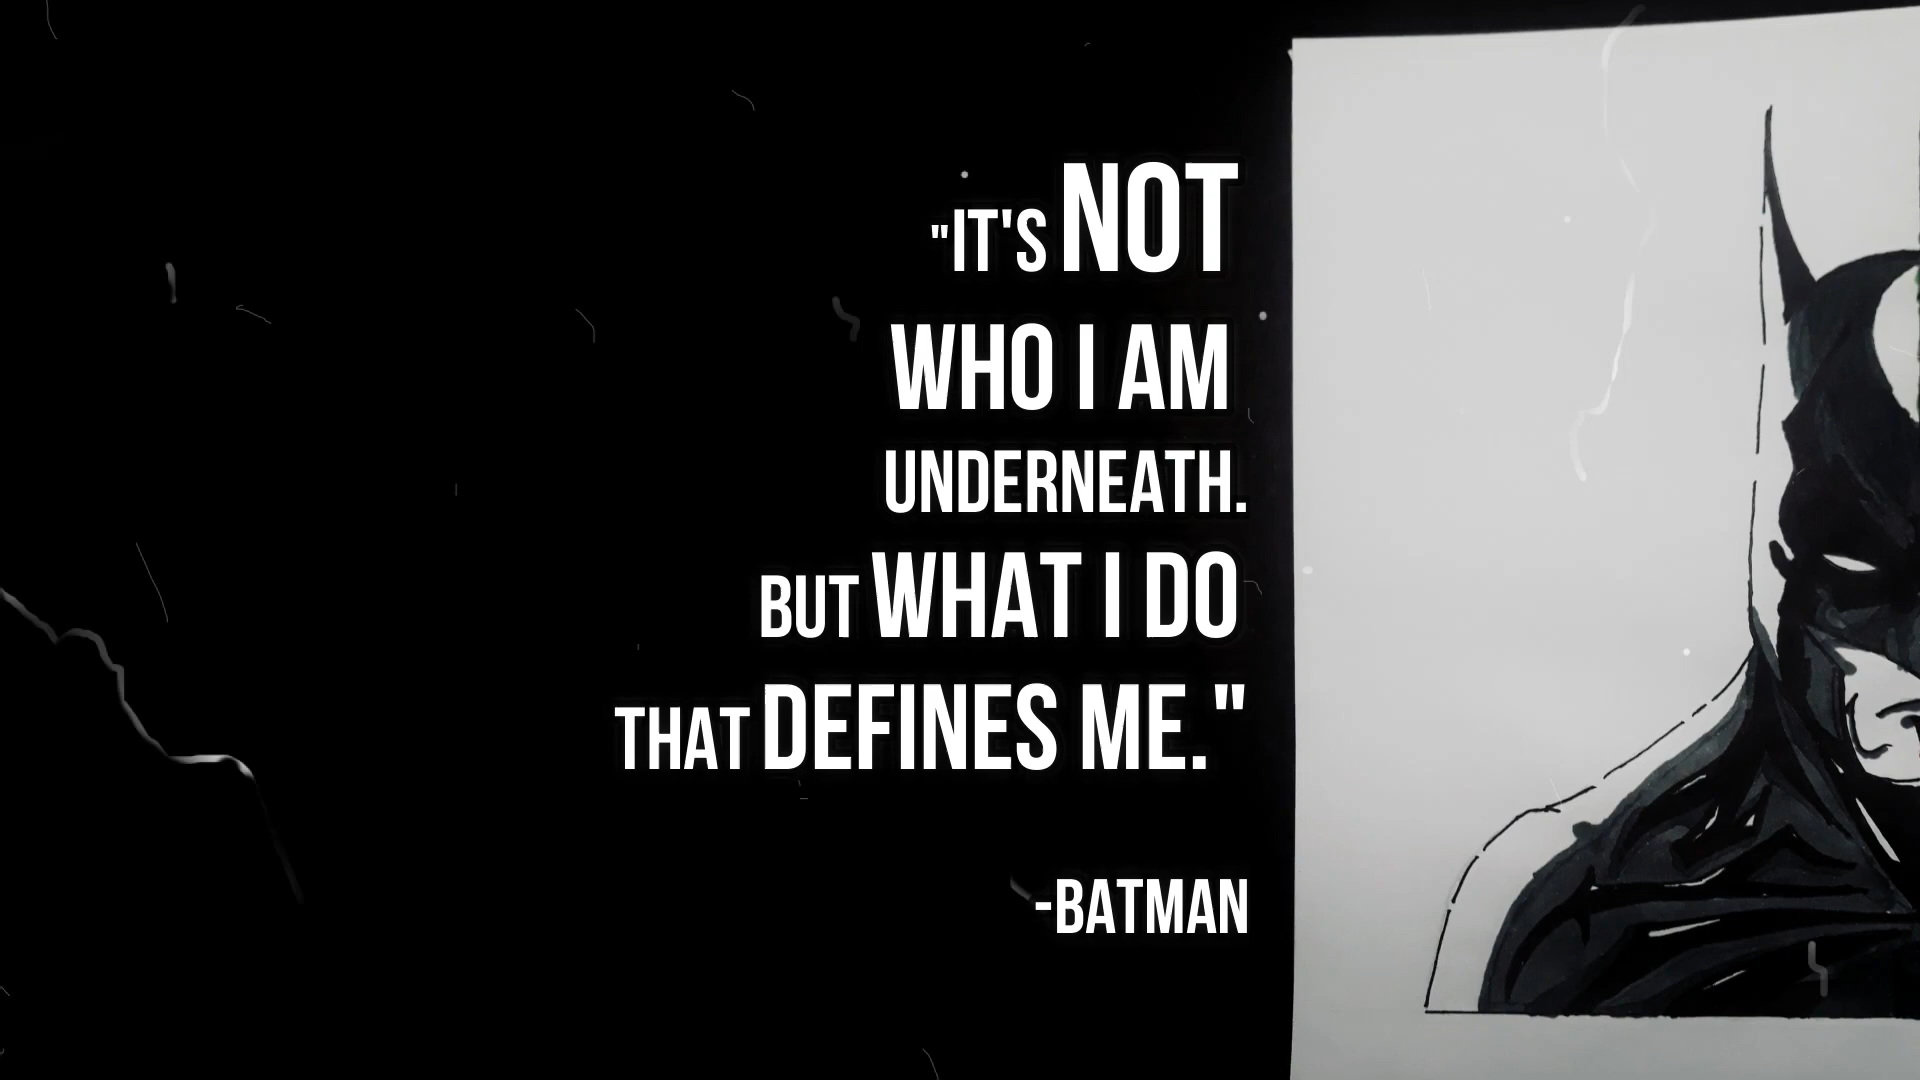 "IT'S NOT
WHO I AM
UNDERNEATH.
BUT WHAT I DO
THAT DEFINES ME."
-BATMAN